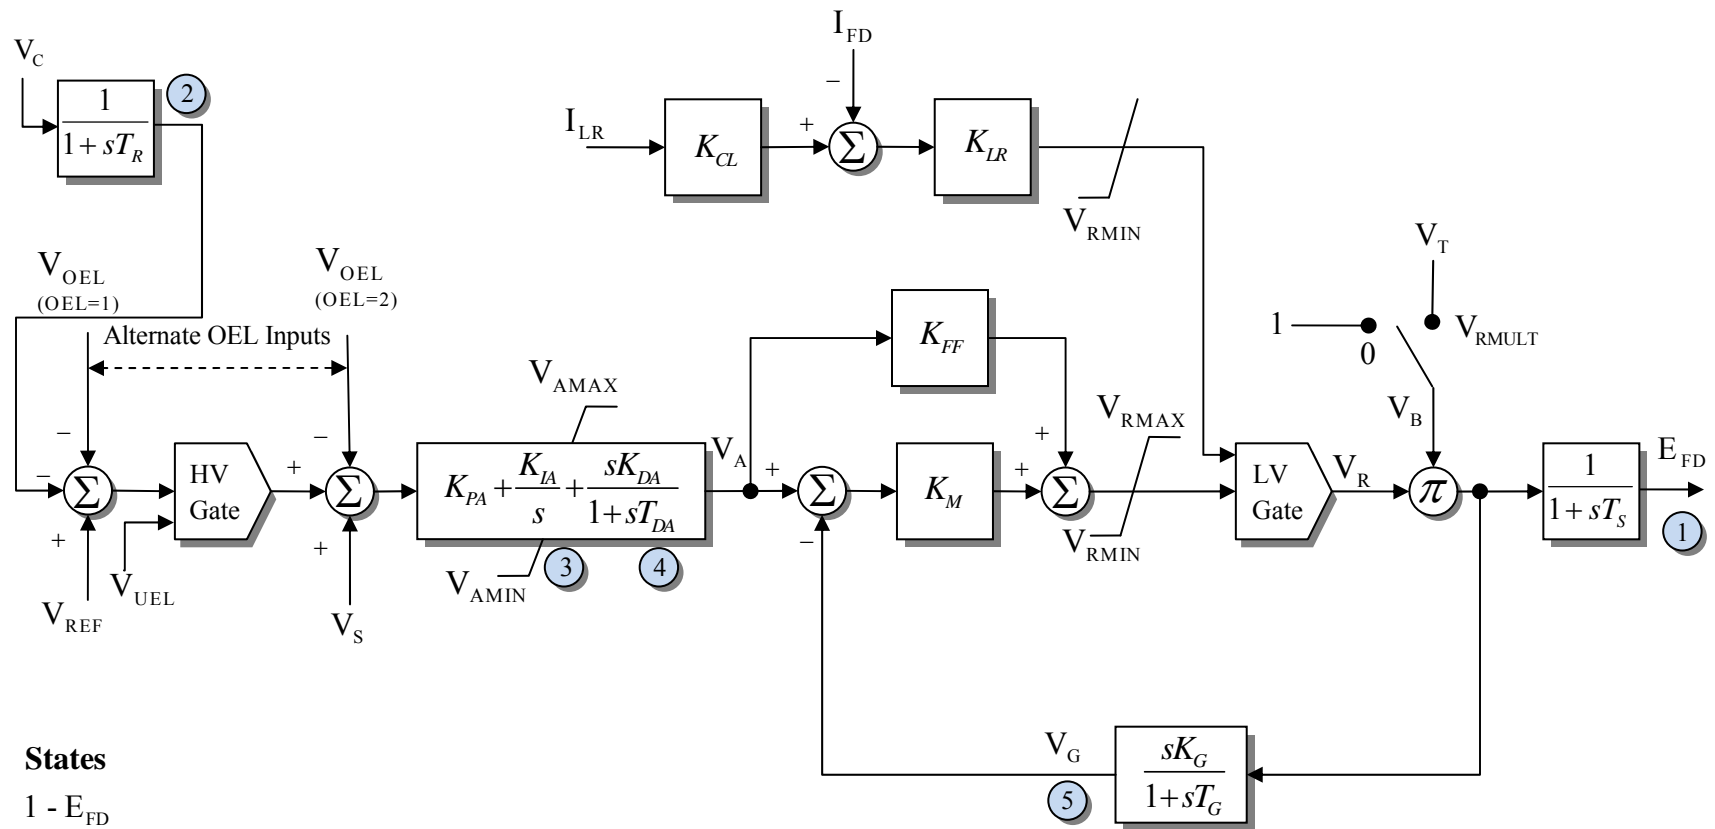 V_C
1
1 + sT_R
2
I_FD
−
I_LR
K_CL
+
Σ
K_LR
V_RMIN
V_OEL
(OEL=1)
V_OEL
(OEL=2)
Alternate OEL Inputs
V_T
1
0
V_RMULT
V_B
K_FF
−
−
Σ
+
V_REF
HV
Gate
V_UEL
+
−
Σ
+
V_S
V_AMAX
K_PA + K_IA/s + sK_DA/(1 + sT_DA)
V_AMIN
3
4
V_A
+
Σ
−
K_M
+
+
Σ
V_RMAX
V_RMIN
LV
Gate
V_R
π
1
1 + sT_S
E_FD
1
V_G
5
sK_G
1 + sT_G
States
1 - E_FD